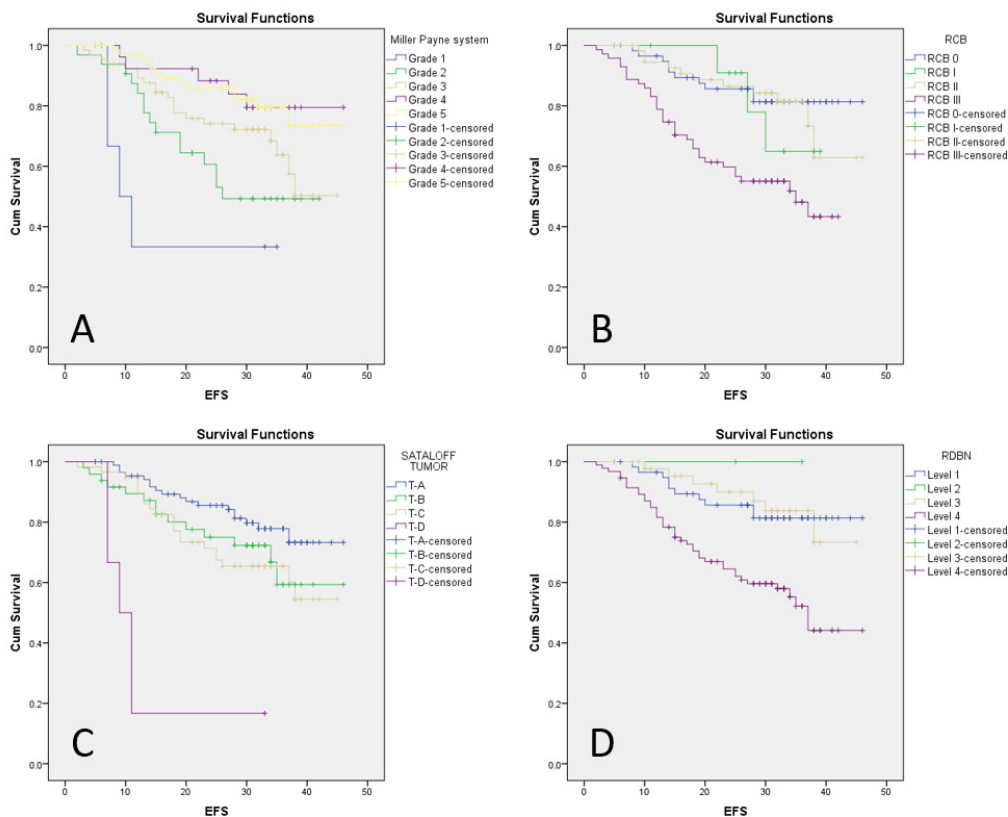 Survival Functions
Miller Payne system
Grade 1
Grade 2
Grade 3
Grade 4
Grade 5
Grade 1-censored
Grade 2-censored
Grade 3-censored
Grade 4-censored
Grade 5-censored
1.0
0.8
0.6
0.4
0.2
0.0
Cum Survival
A
0 10 20 30 40 50
EFS
Survival Functions
RCB
RCB 0
RCB I
RCB II
RCB III
RCB 0-censored
RCB I-censored
RCB II-censored
RCB III-censored
1.0
0.8
0.6
0.4
0.2
0.0
Cum Survival
B
0 10 20 30 40 50
EFS
Survival Functions
SATALOFF
TUMOR
T-A
T-B
T-C
T-D
T-A-censored
T-B-censored
T-C-censored
T-D-censored
1.0
0.8
0.6
0.4
0.2
0.0
Cum Survival
C
0 10 20 30 40 50
EFS
Survival Functions
RDBN
Level 1
Level 2
Level 3
Level 4
Level 1-censored
Level 2-censored
Level 3-censored
Level 4-censored
1.0
0.8
0.6
0.4
0.2
0.0
Cum Survival
D
0 10 20 30 40 50
EFS